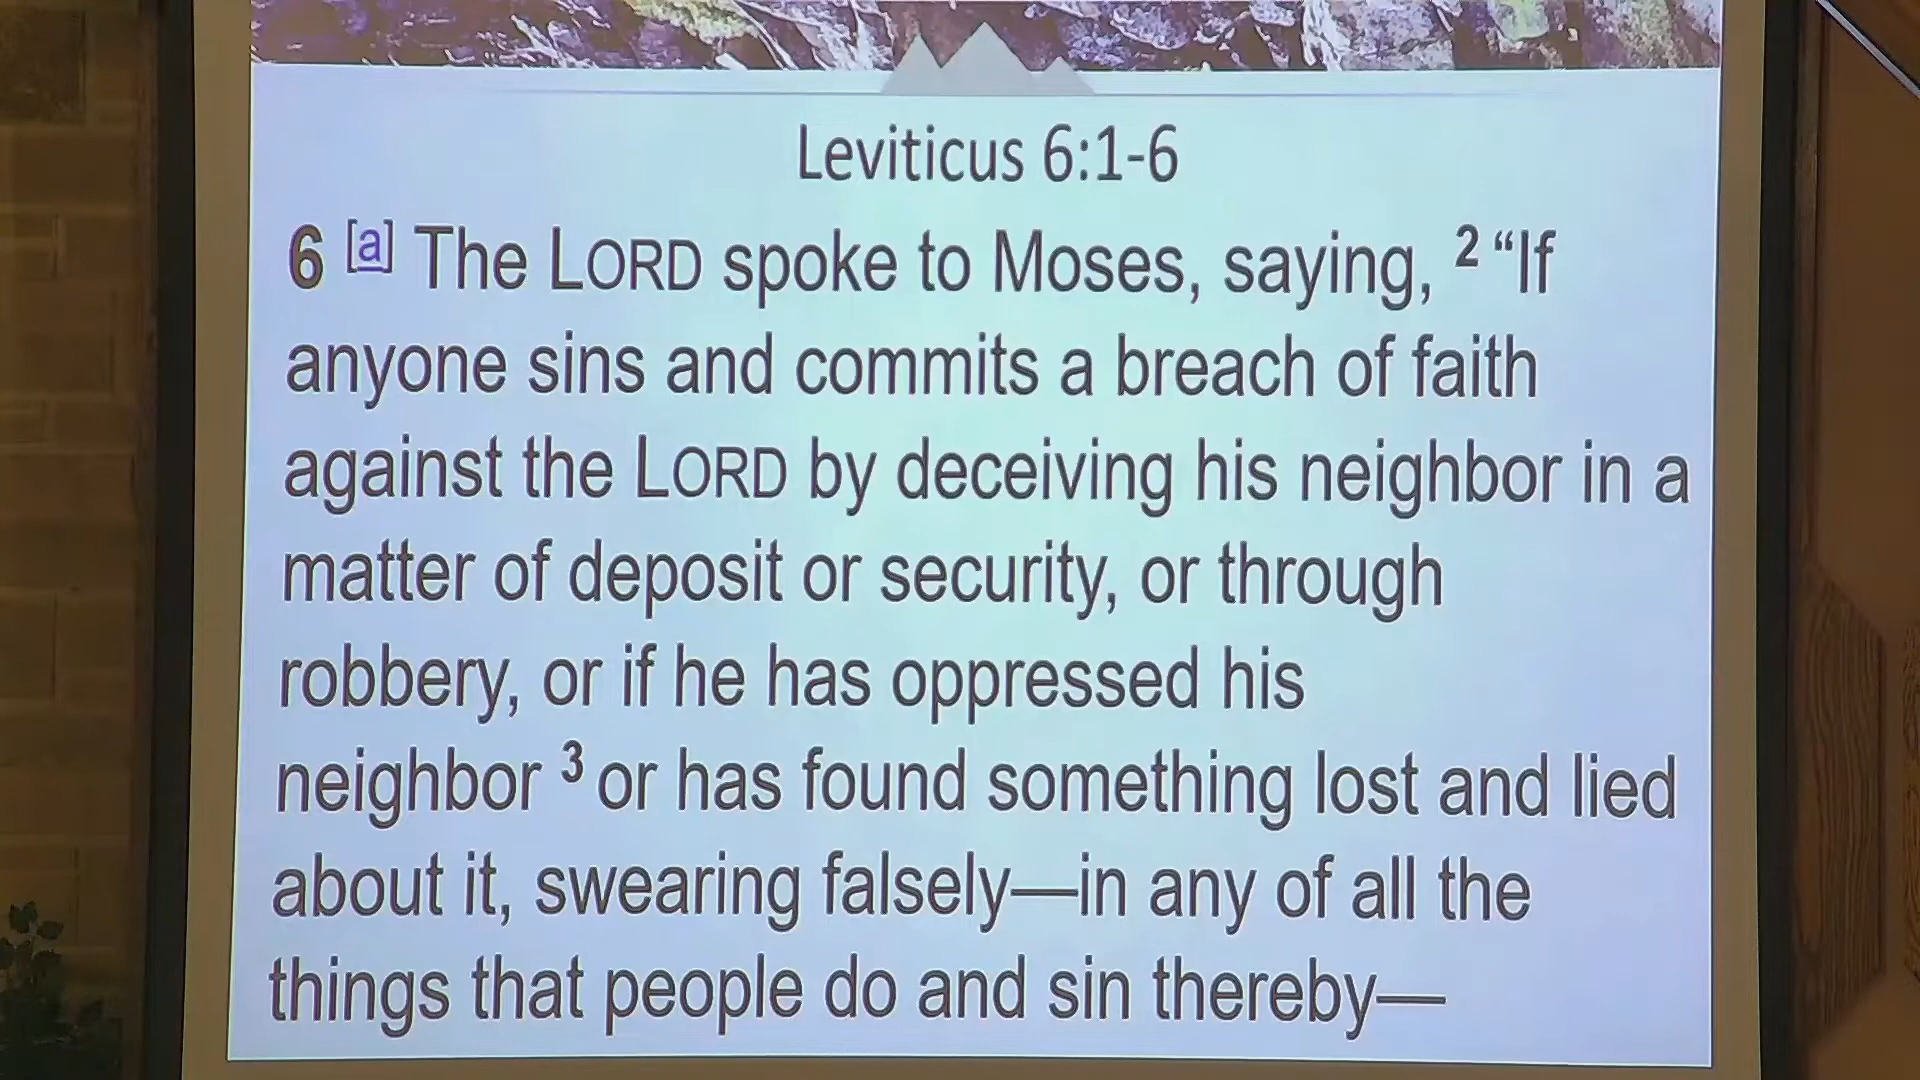 Leviticus 6:1-6
6 [a] The LORD spoke to Moses, saying, 2 “If
anyone sins and commits a breach of faith
against the LORD by deceiving his neighbor in a
matter of deposit or security, or through
robbery, or if he has oppressed his
neighbor 3 or has found something lost and lied
about it, swearing falsely—in any of all the
things that people do and sin thereby—